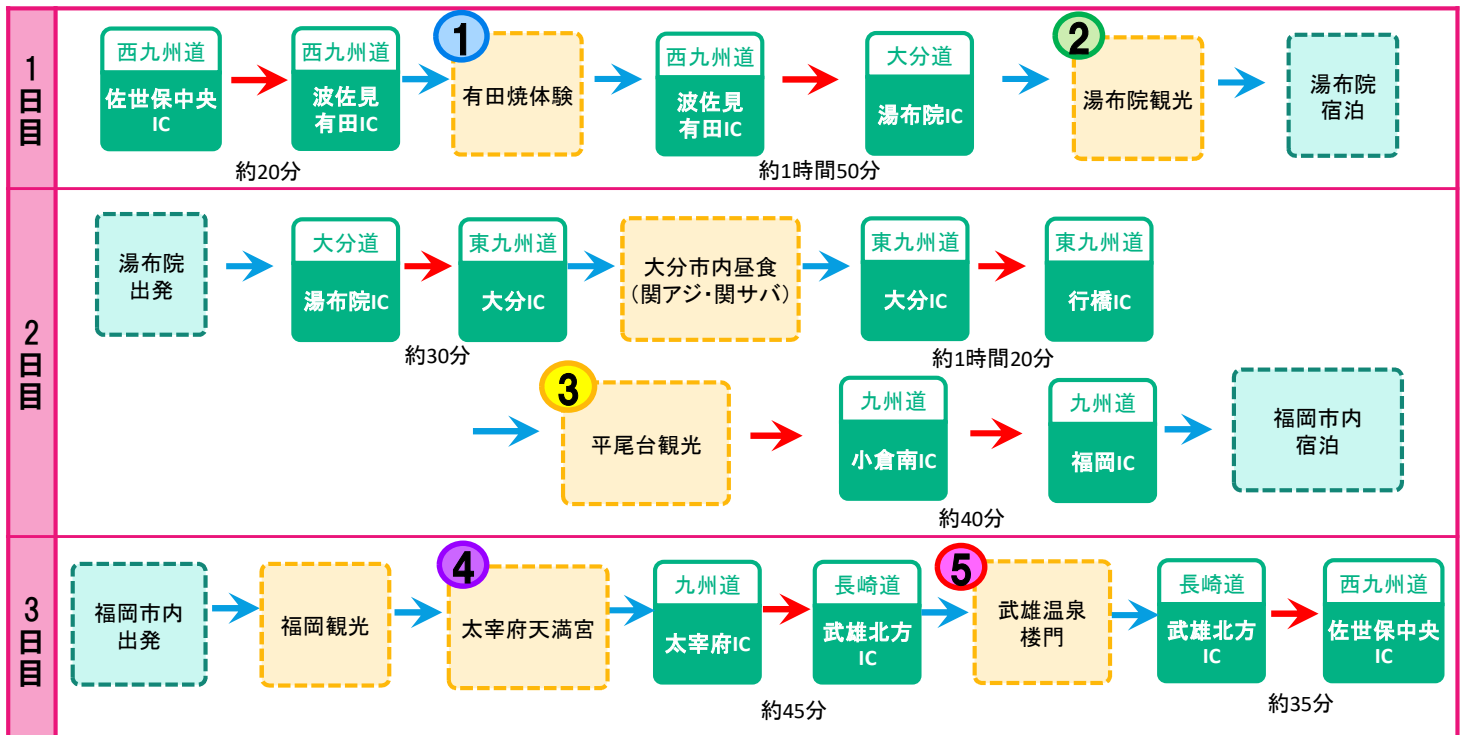 1
日
目
西九州道
佐世保中央
IC
西九州道
波佐見
有田IC
約20分
1
有田焼体験
西九州道
波佐見
有田IC
大分道
湯布院IC
約1時間50分
2
湯布院観光
湯布院
宿泊
2
日
目
湯布院
出発
大分道
湯布院IC
東九州道
大分IC
約30分
大分市内昼食
(関アジ・関サバ)
東九州道
大分IC
東九州道
行橋IC
約1時間20分
3
平尾台観光
九州道
小倉南IC
九州道
福岡IC
約40分
福岡市内
宿泊
3
日
目
福岡市内
出発
福岡観光
4
太宰府天満宮
九州道
太宰府IC
長崎道
武雄北方
IC
約45分
5
武雄温泉
楼門
長崎道
武雄北方
IC
西九州道
佐世保中央
IC
約35分